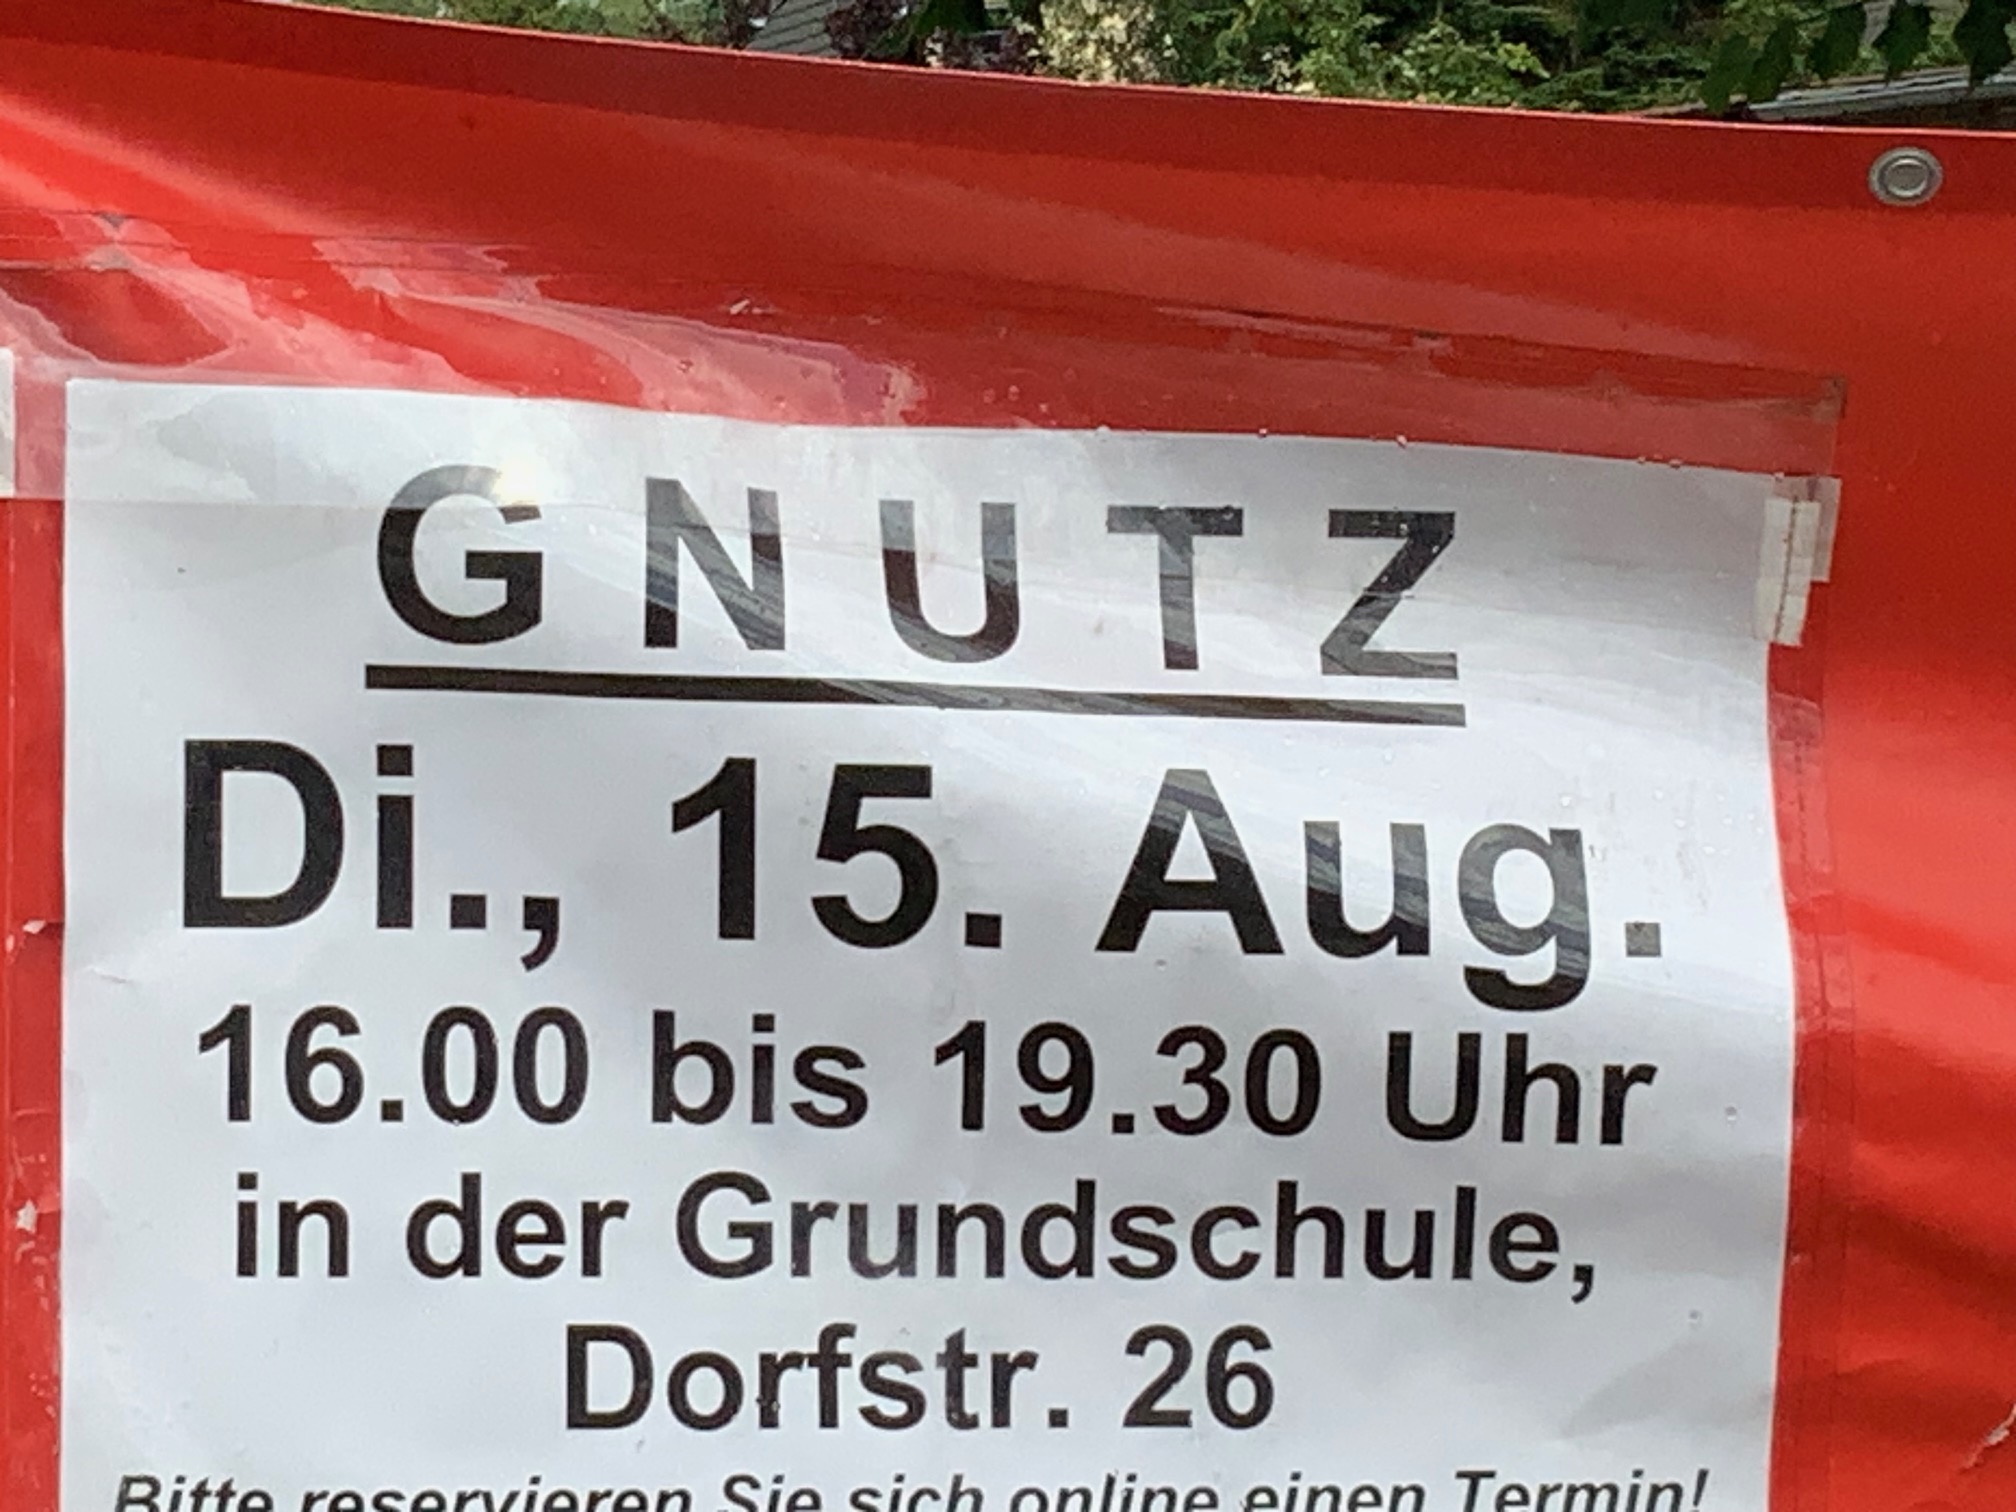 GNUTZ
Di., 15. Aug.
16.00 bis 19.30 Uhr
in der Grundschule,
Dorfstr. 26
Bitte reservieren Sie sich online einen Termin!